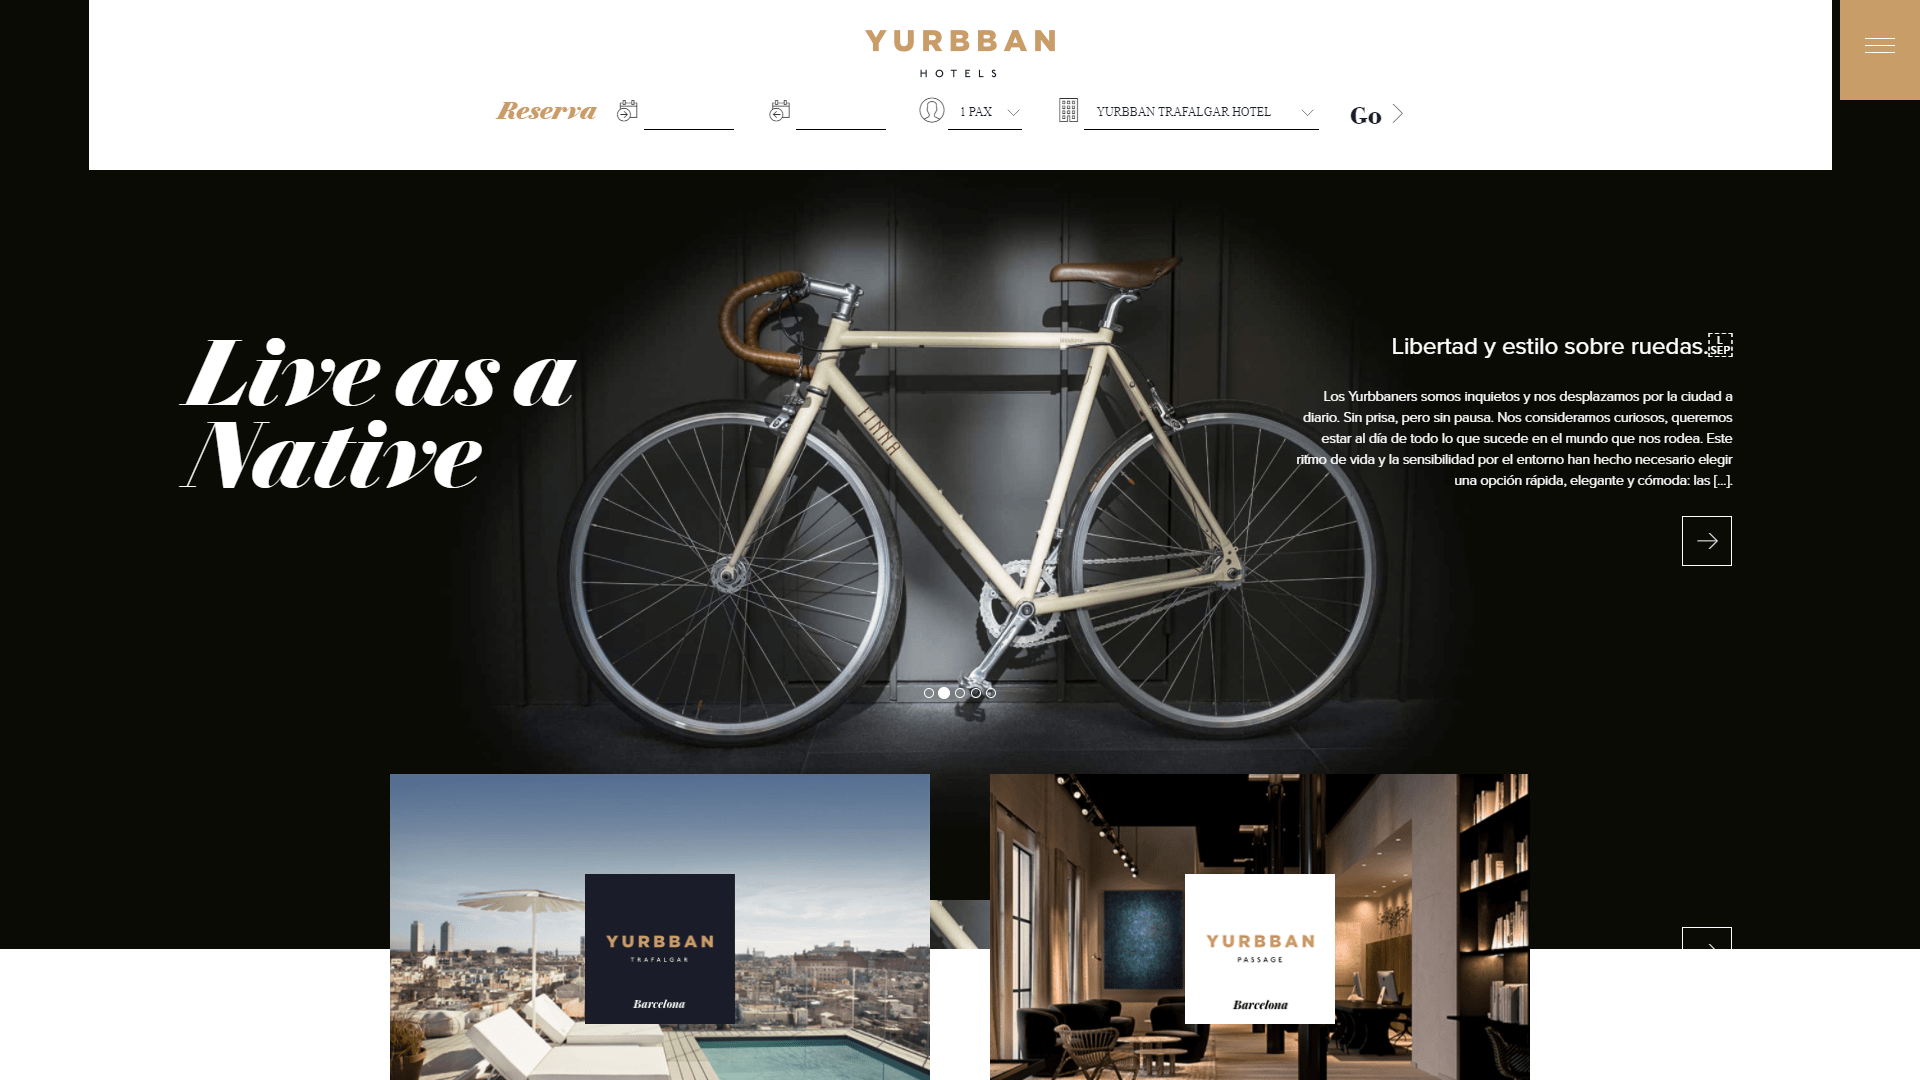 YURBBAN
HOTELS
Reserva
1 PAX
YURBBAN TRAFALGAR HOTEL
Go
Live as a
Native
Libertad y estilo sobre ruedas.
L
SEP
Los Yurbbaners somos inquietos y nos desplazamos por la ciudad a
diario. Sin prisa, pero sin pausa. Nos consideramos curiosos, queremos
estar al día de todo lo que sucede en el mundo que nos rodea. Este
ritmo de vida y la sensibilidad por el entorno han hecho necesario elegir
una opción rápida, elegante y cómoda: las [...].
FINNA
YURBBAN
TRAFALGAR
Barcelona
YURBBAN
PASSAGE
Barcelona